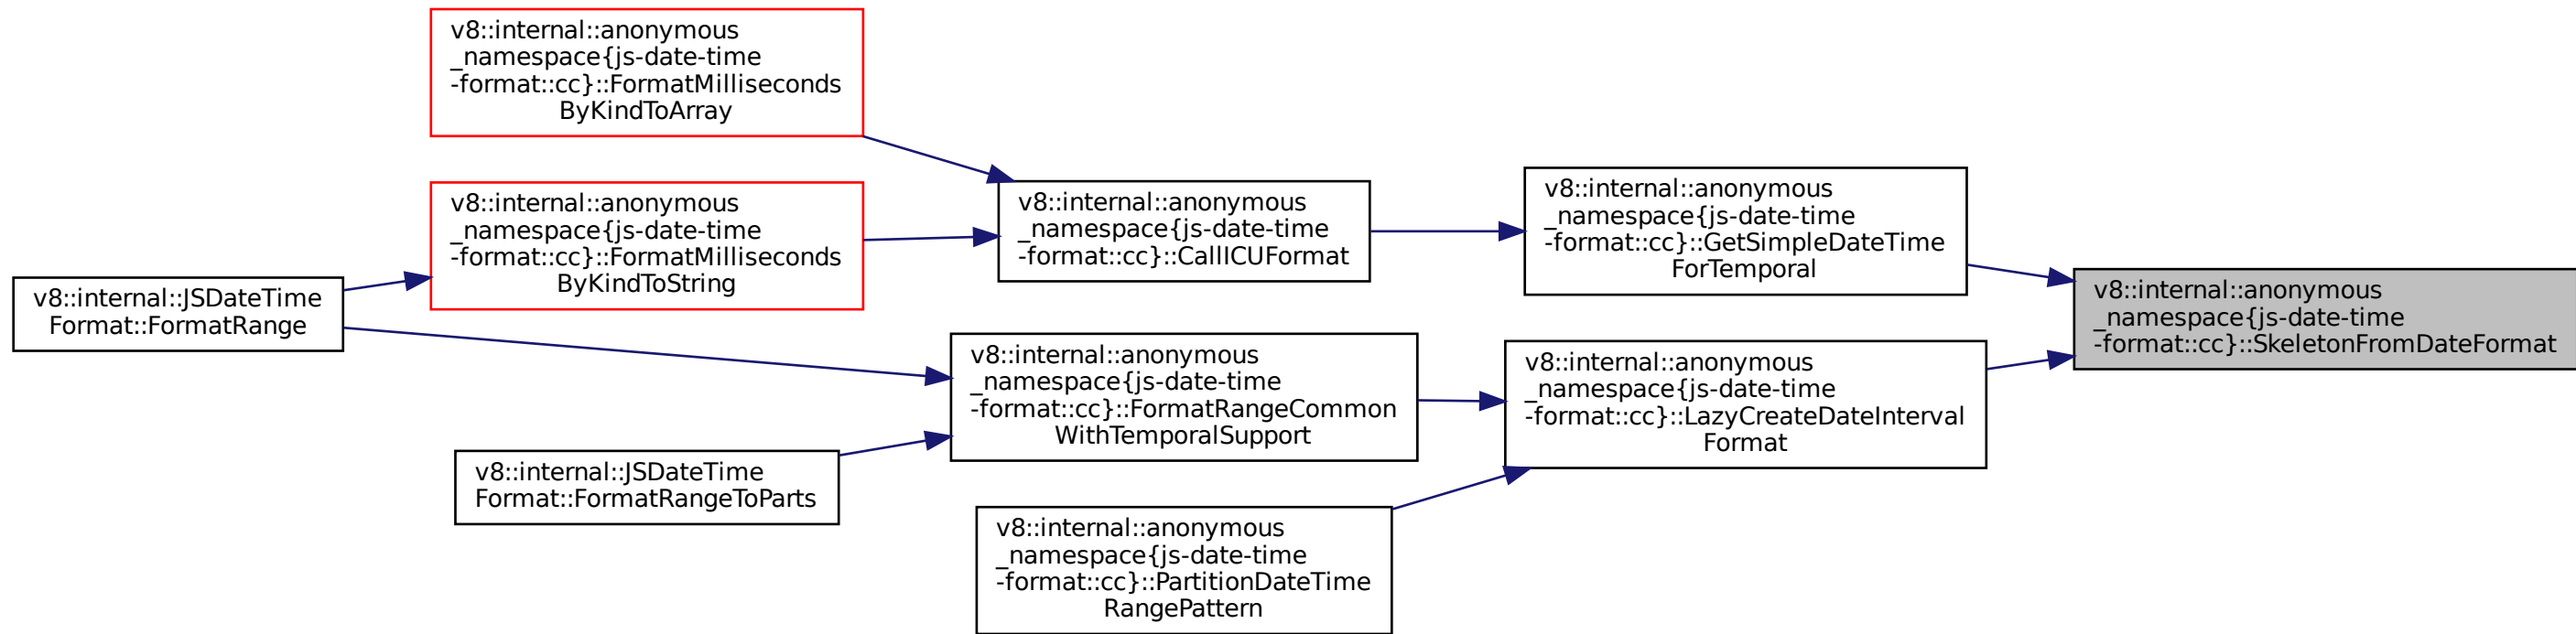 v8::internal::anonymous
_namespace{js-date-time
-format::cc}::FormatMilliseconds
ByKindToArray
v8::internal::anonymous
_namespace{js-date-time
-format::cc}::FormatMilliseconds
ByKindToString
v8::internal::JSDateTime
Format::FormatRange
v8::internal::JSDateTime
Format::FormatRangeToParts
v8::internal::anonymous
_namespace{js-date-time
-format::cc}::CallICUFormat
v8::internal::anonymous
_namespace{js-date-time
-format::cc}::FormatRangeCommon
WithTemporalSupport
v8::internal::anonymous
_namespace{js-date-time
-format::cc}::PartitionDateTime
RangePattern
v8::internal::anonymous
_namespace{js-date-time
-format::cc}::GetSimpleDateTime
ForTemporal
v8::internal::anonymous
_namespace{js-date-time
-format::cc}::LazyCreateDateInterval
Format
v8::internal::anonymous
_namespace{js-date-time
-format::cc}::SkeletonFromDateFormat